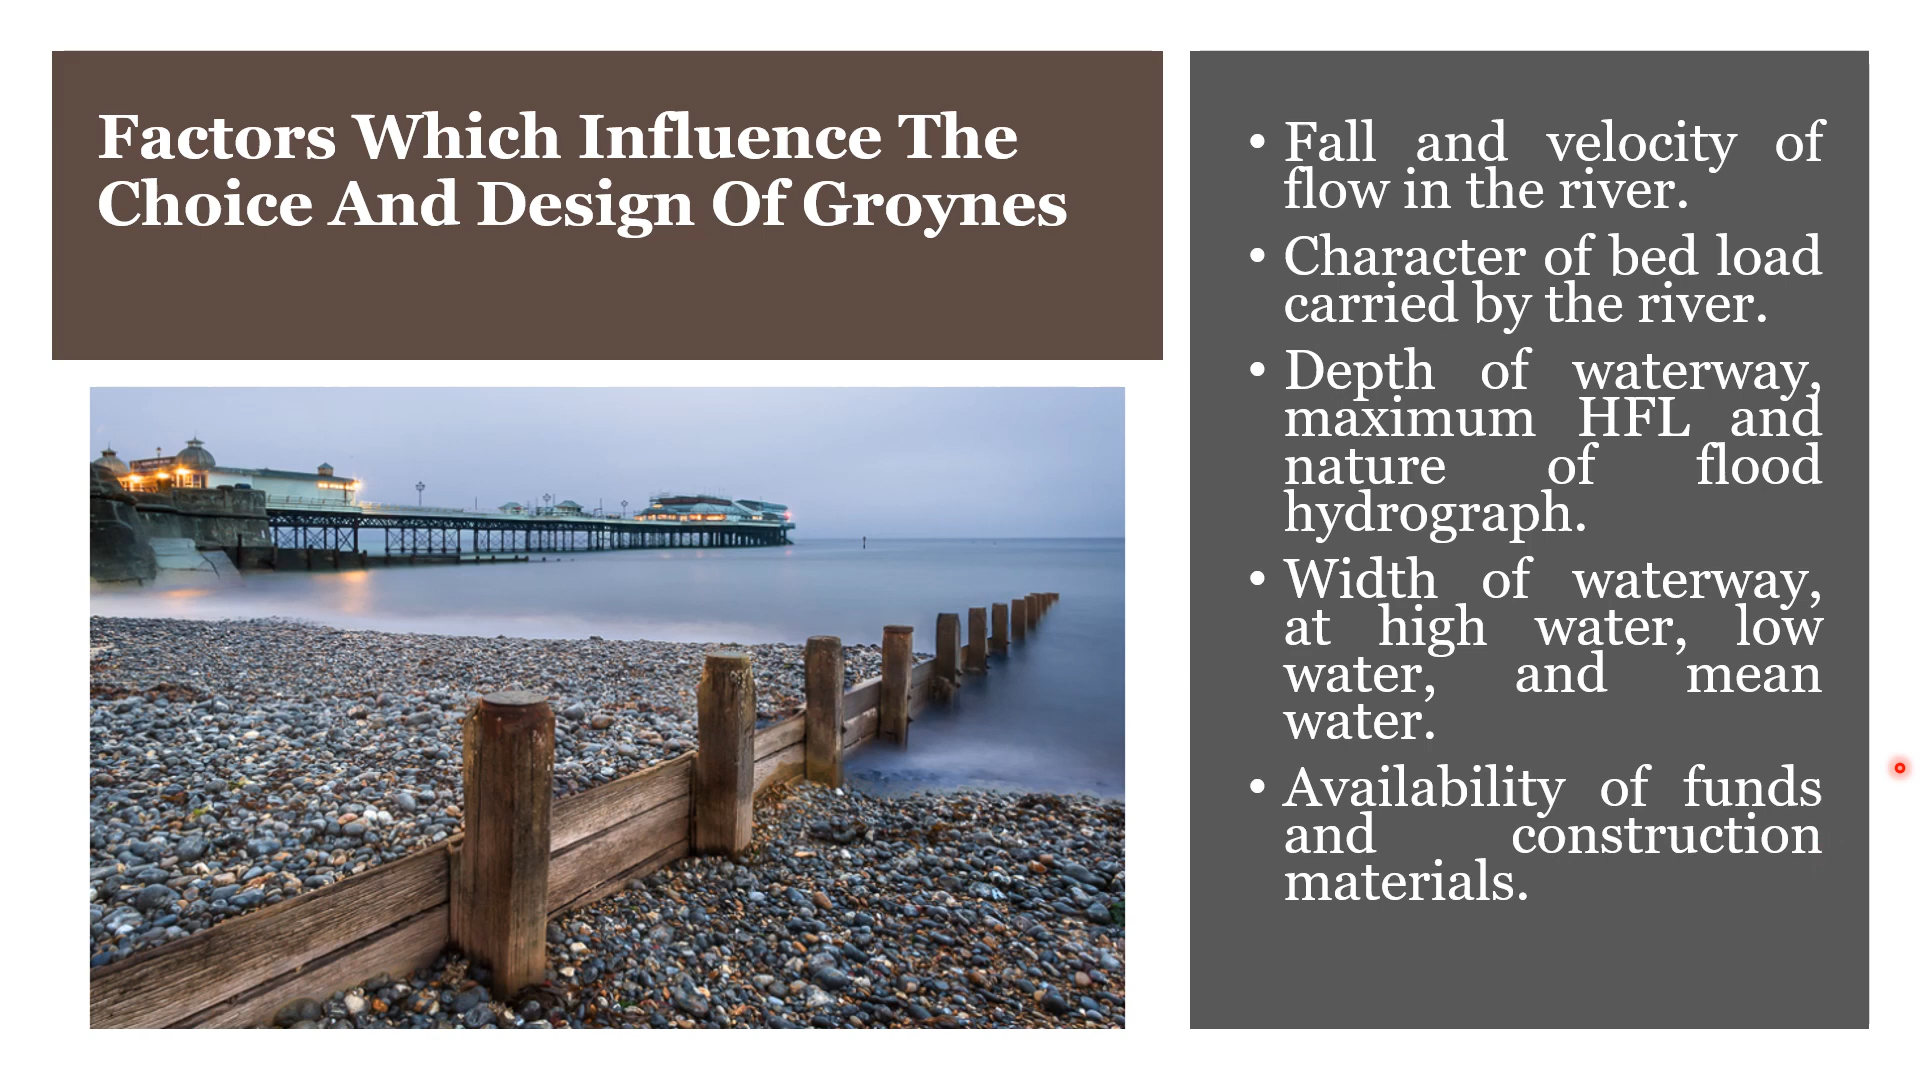 Factors Which Influence The
Choice And Design Of Groynes
• Fall and velocity of
flow in the river.
• Character of bed load
carried by the river.
• Depth of waterway,
maximum HFL and
nature of flood
hydrograph.
• Width of waterway,
at high water, low
water, and mean
water.
• Availability of funds
and construction
materials.